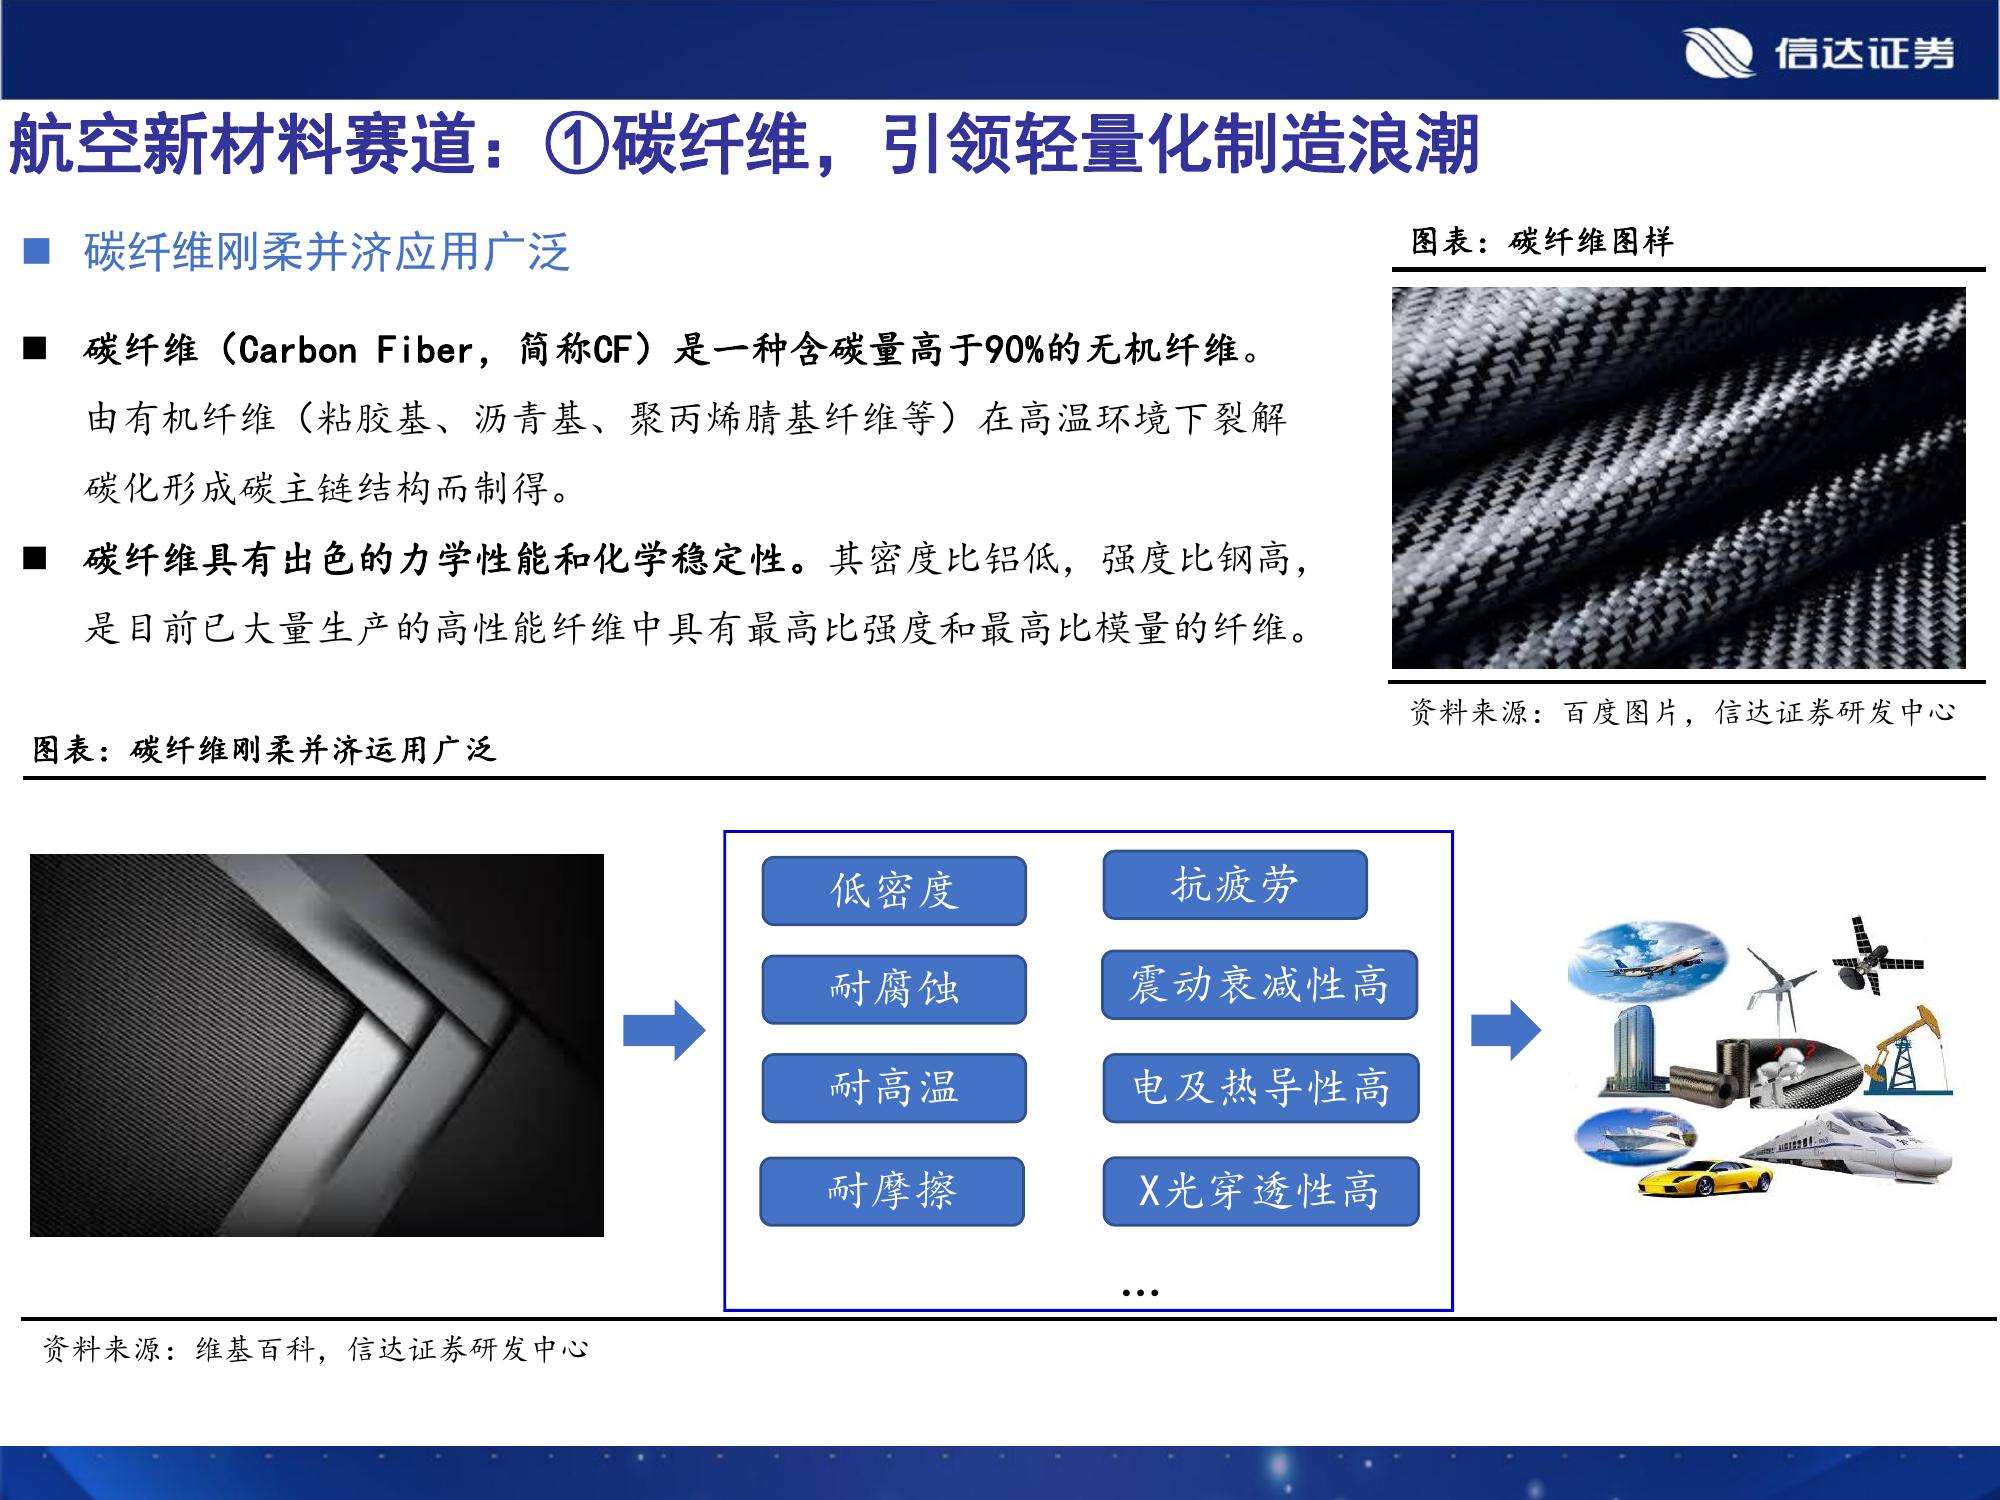 信达证券
航空新材料赛道：①碳纤维，引领轻量化制造浪潮
■ 碳纤维刚柔并济应用广泛
■ 碳纤维（Carbon Fiber，简称CF）是一种含碳量高于90%的无机纤维。
由有机纤维（粘胶基、沥青基、聚丙烯腈基纤维等）在高温环境下裂解
碳化形成碳主链结构而制得。
■ 碳纤维具有出色的力学性能和化学稳定性。其密度比铝低，强度比钢高，
是目前已大量生产的高性能纤维中具有最高比强度和最高比模量的纤维。
图表：碳纤维图样
资料来源：百度图片，信达证券研发中心
图表：碳纤维刚柔并济运用广泛
低密度
抗疲劳
耐腐蚀
震动衰减性高
耐高温
电及热导性高
耐摩擦
X光穿透性高
…
? ?
资料来源：维基百科，信达证券研发中心